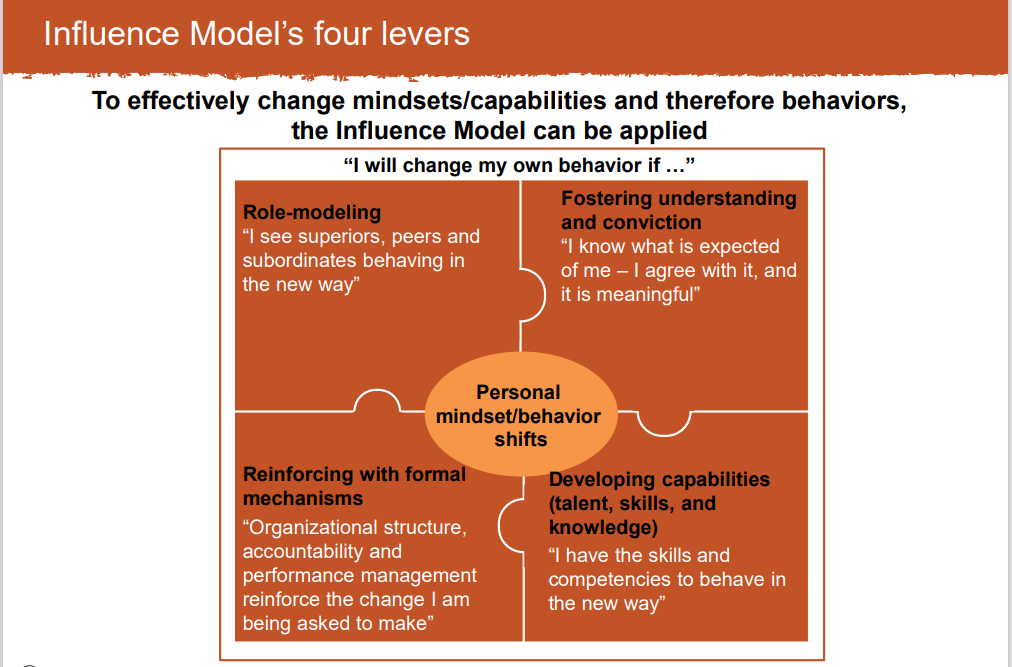 Influence Model’s four levers
To effectively change mindsets/capabilities and therefore behaviors,
the Influence Model can be applied
“I will change my own behavior if …”
Role-modeling
“I see superiors, peers and
subordinates behaving in
the new way”
Fostering understanding
and conviction
“I know what is expected
of me – I agree with it, and
it is meaningful”
Personal
mindset/behavior
shifts
Reinforcing with formal
mechanisms
“Organizational structure,
accountability and
performance management
reinforce the change I am
being asked to make”
Developing capabilities
(talent, skills, and
knowledge)
“I have the skills and
competencies to behave in
the new way”